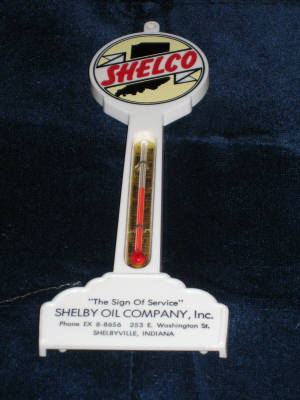 SHELCO
"The Sign Of Service"
SHELBY OIL COMPANY, Inc.
Phone EX 8-8656 253 E. Washington St.
SHELBYVILLE, INDIANA